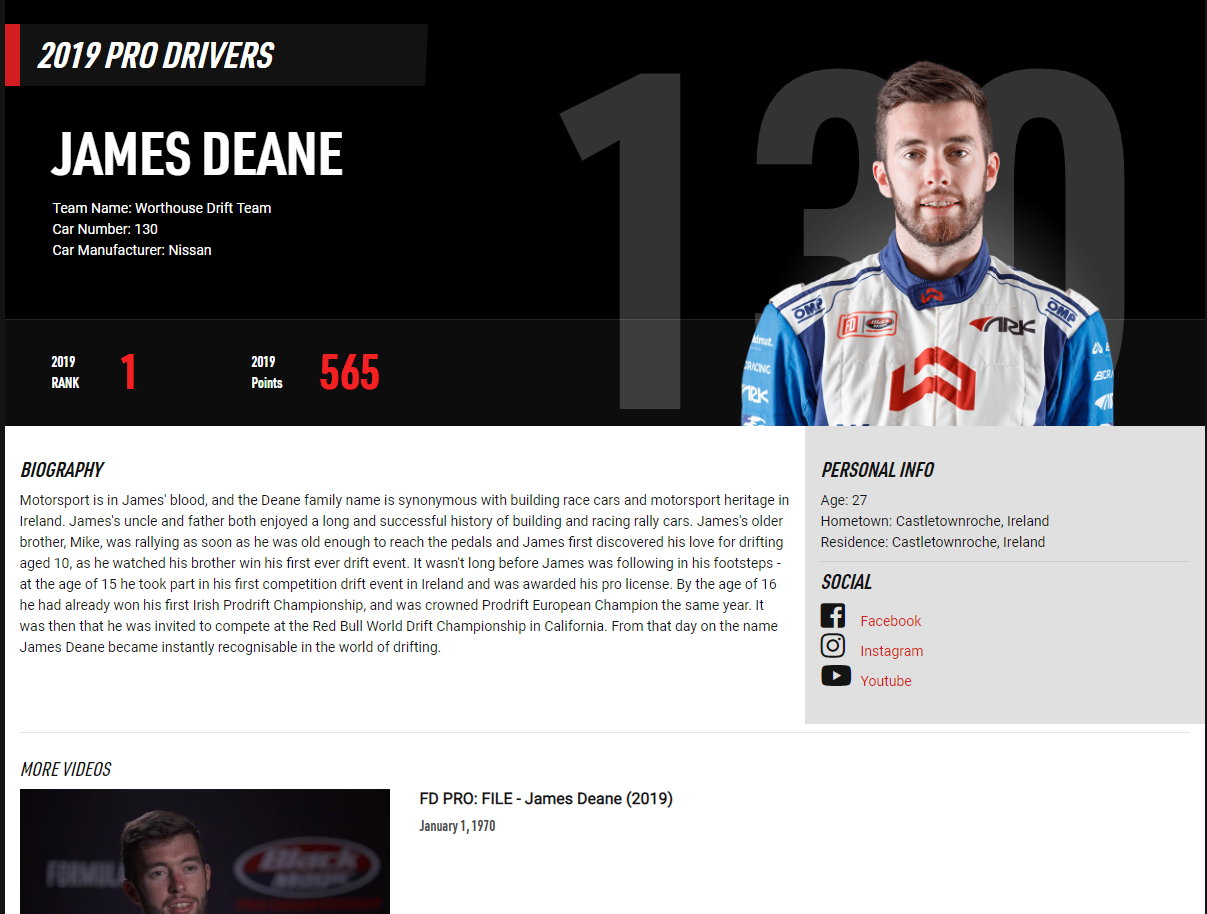 2019 PRO DRIVERS
130
JAMES DEANE
Team Name: Worthouse Drift Team
Car Number: 130
Car Manufacturer: Nissan
OMP
OMP
FD
Black
ARK
RACING
ARK
2019
RANK
1
2019
Points
565
BIOGRAPHY
Motorsport is in James' blood, and the Deane family name is synonymous with building race cars and motorsport heritage in
Ireland. James's uncle and father both enjoyed a long and successful history of building and racing rally cars. James's older
brother, Mike, was rallying as soon as he was old enough to reach the pedals and James first discovered his love for drifting
aged 10, as he watched his brother win his first ever drift event. It wasn't long before James was following in his footsteps -
at the age of 15 he took part in his first competition drift event in Ireland and was awarded his pro license. By the age of 16
he had already won his first Irish Prodrift Championship, and was crowned Prodrift European Champion the same year. It
was then that he was invited to compete at the Red Bull World Drift Championship in California. From that day on the name
James Deane became instantly recognisable in the world of drifting.
PERSONAL INFO
Age: 27
Hometown: Castletownroche, Ireland
Residence: Castletownroche, Ireland
SOCIAL
Facebook
Instagram
Youtube
MORE VIDEOS
FORMULA
Black
MAGIC
FD PRO: FILE - James Deane (2019)
January 1, 1970